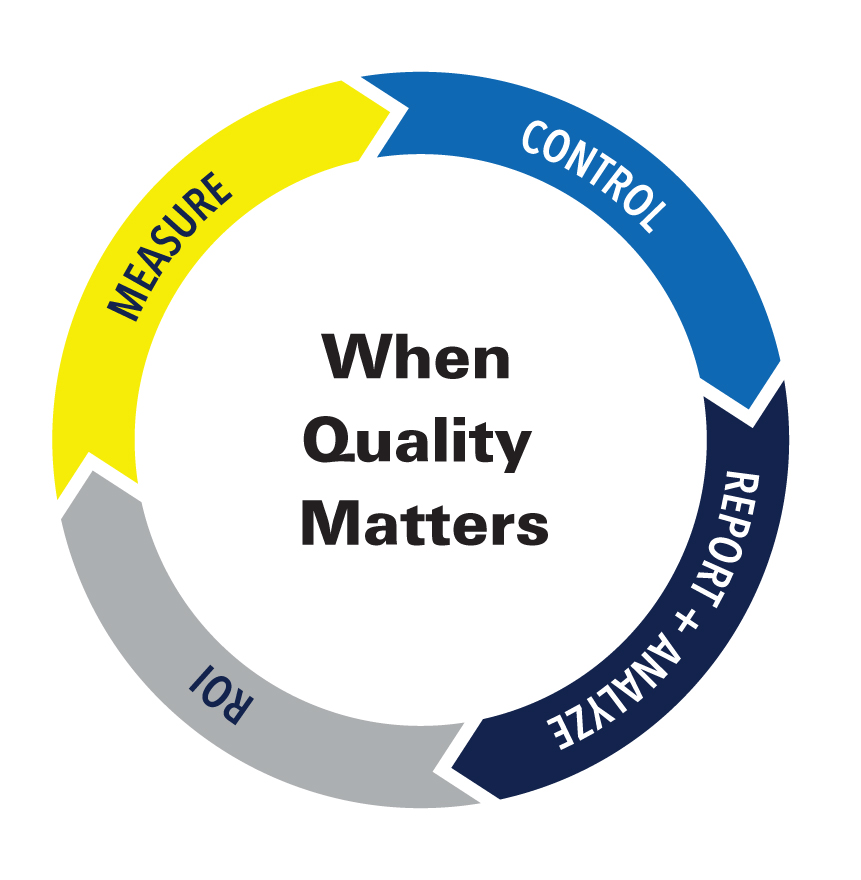 MEASURE
CONTROL
REPORT + ANALYZE
ROI
When
Quality
Matters